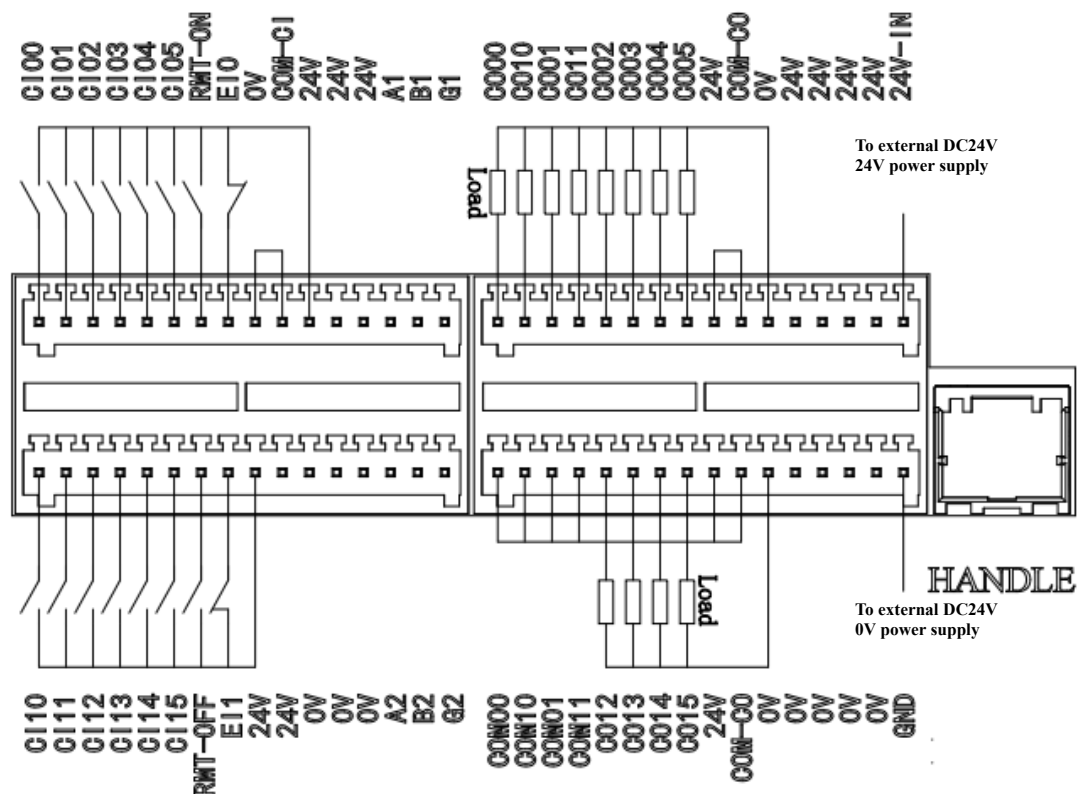 CI00
CI01
CI02
CI03
CI04
CI05
RMT-ON
EI0
0V
COM-CI
24V
24V
24V
A1
B1
G1
CO00
CO10
CO01
CO11
CO02
CO03
CO04
CO05
24V
COM-CO
0V
24V
24V
24V
24V
24V-IN
To external DC24V
24V power supply
Load
HANDLE
Load
To external DC24V
0V power supply
CI10
CI11
CI12
CI13
CI14
CI15
RMT-OFF
EI1
24V
24V
0V
0V
0V
A2
B2
G2
COM00
COM10
COM01
COM11
CO12
CO13
CO14
CO15
24V
COM-CO
0V
0V
0V
0V
0V
GND